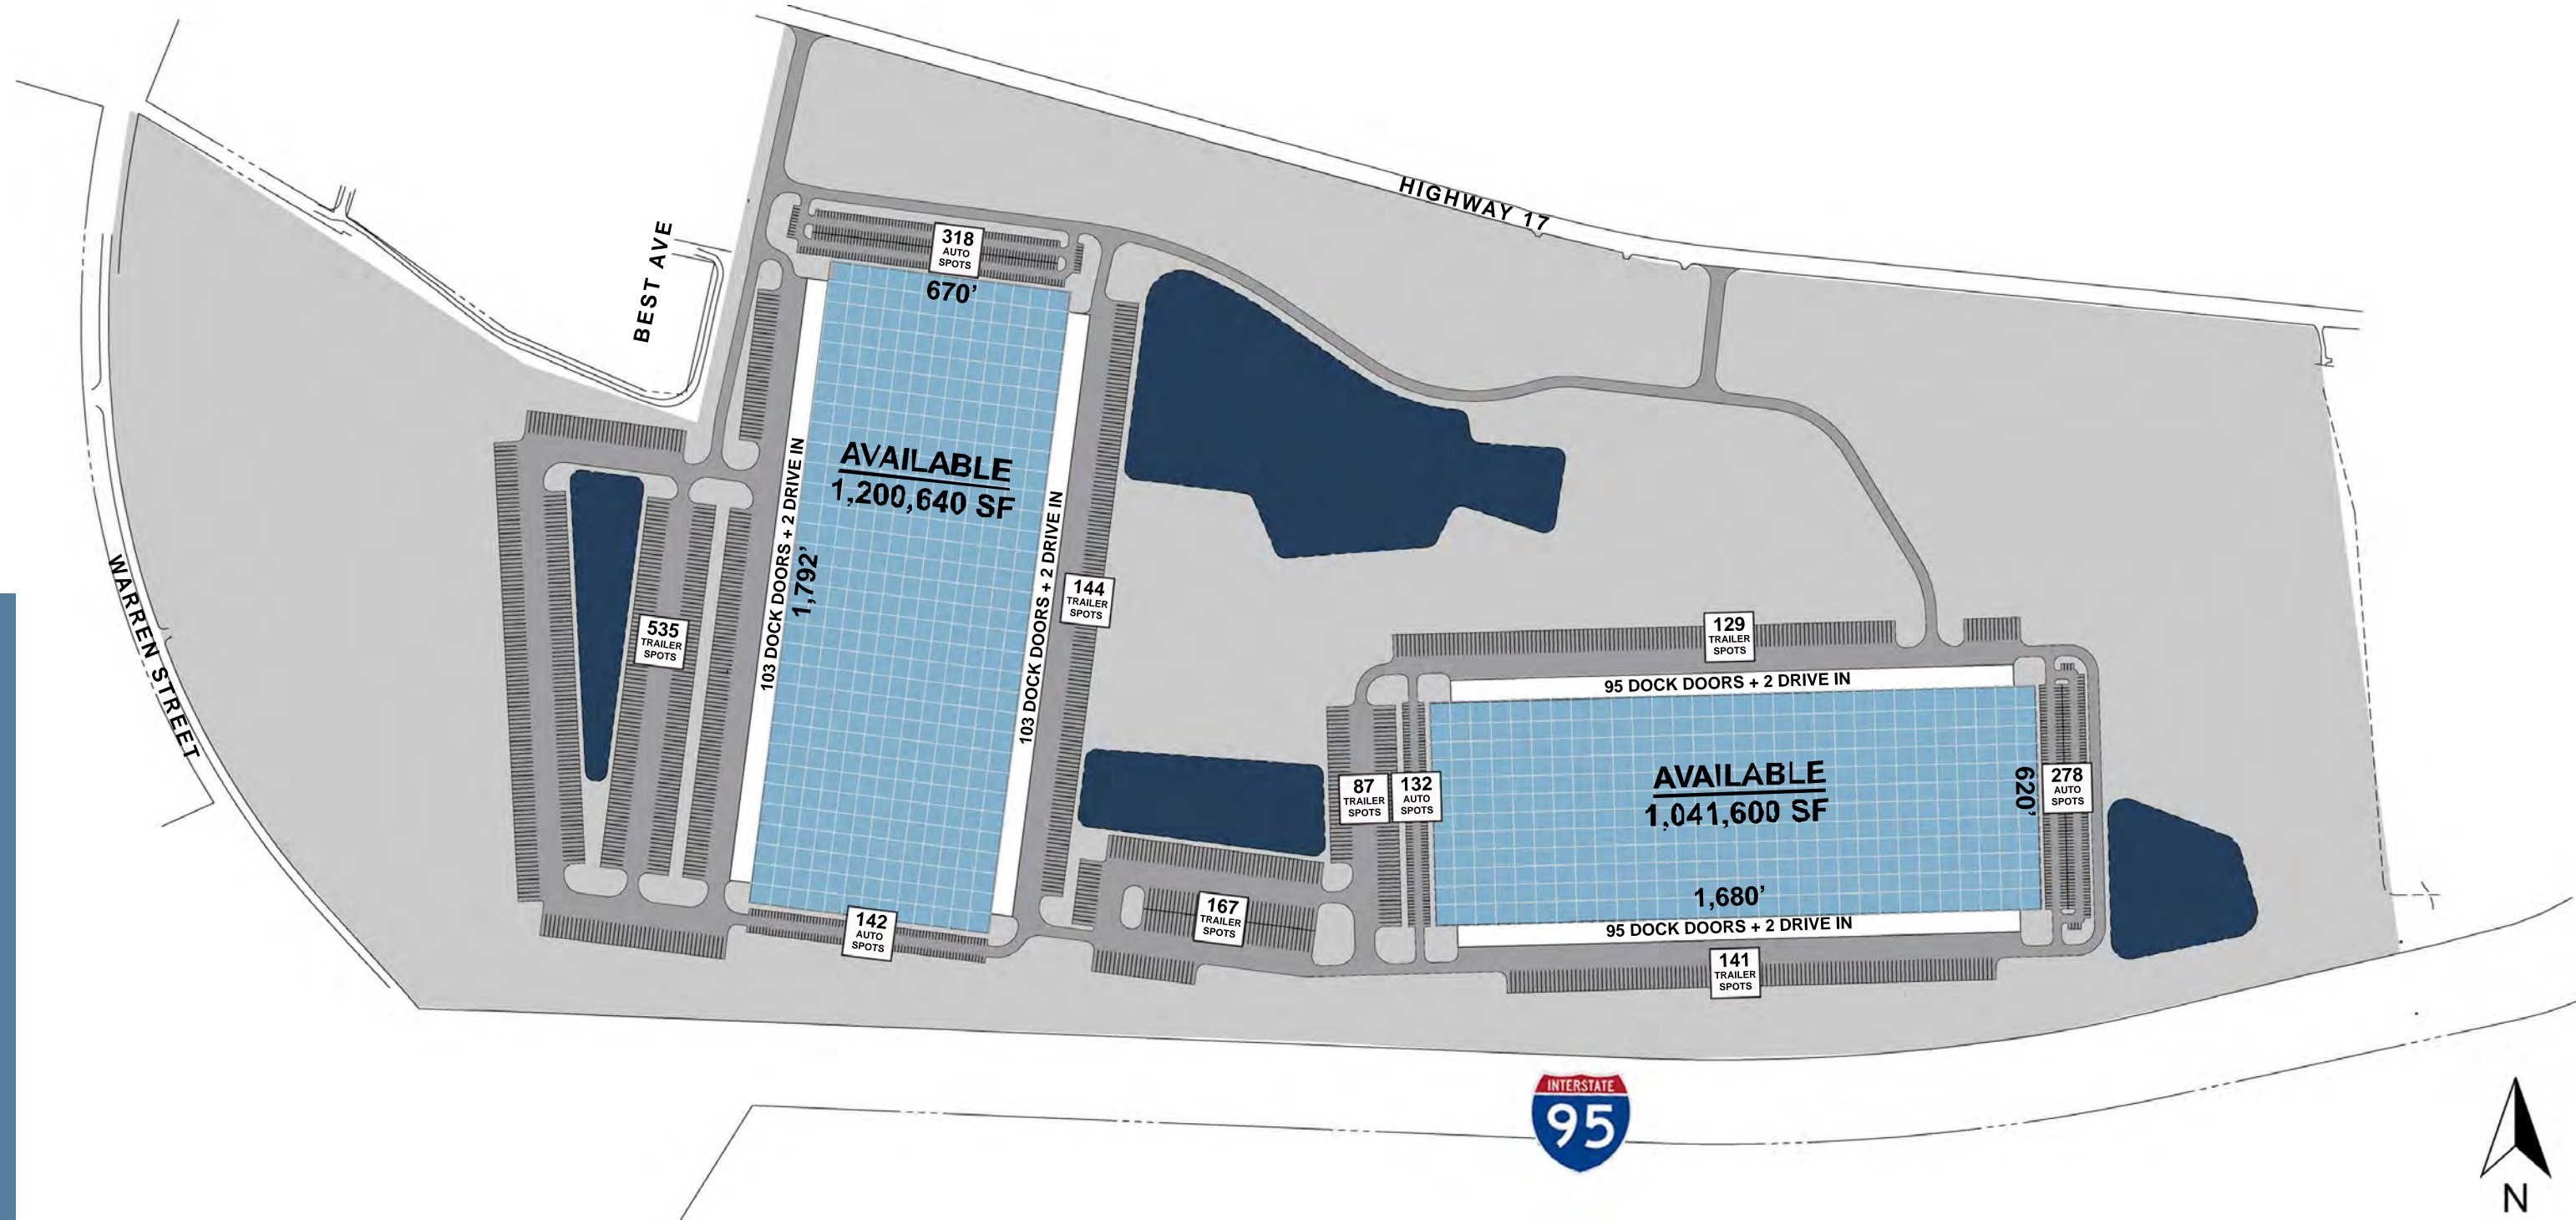 HIGHWAY 17
BEST AVE
WARREN STREET
318
AUTO
SPOTS
670’
AVAILABLE
1,200,640 SF
103 DOCK DOORS + 2 DRIVE IN
1,792’
103 DOCK DOORS + 2 DRIVE IN
144
TRAILER
SPOTS
535
TRAILER
SPOTS
142
AUTO
SPOTS
167
TRAILER
SPOTS
129
TRAILER
SPOTS
95 DOCK DOORS + 2 DRIVE IN
87
TRAILER
SPOTS
132
AUTO
SPOTS
AVAILABLE
1,041,600 SF
620’
278
AUTO
SPOTS
1,680’
95 DOCK DOORS + 2 DRIVE IN
141
TRAILER
SPOTS
INTERSTATE
95
N